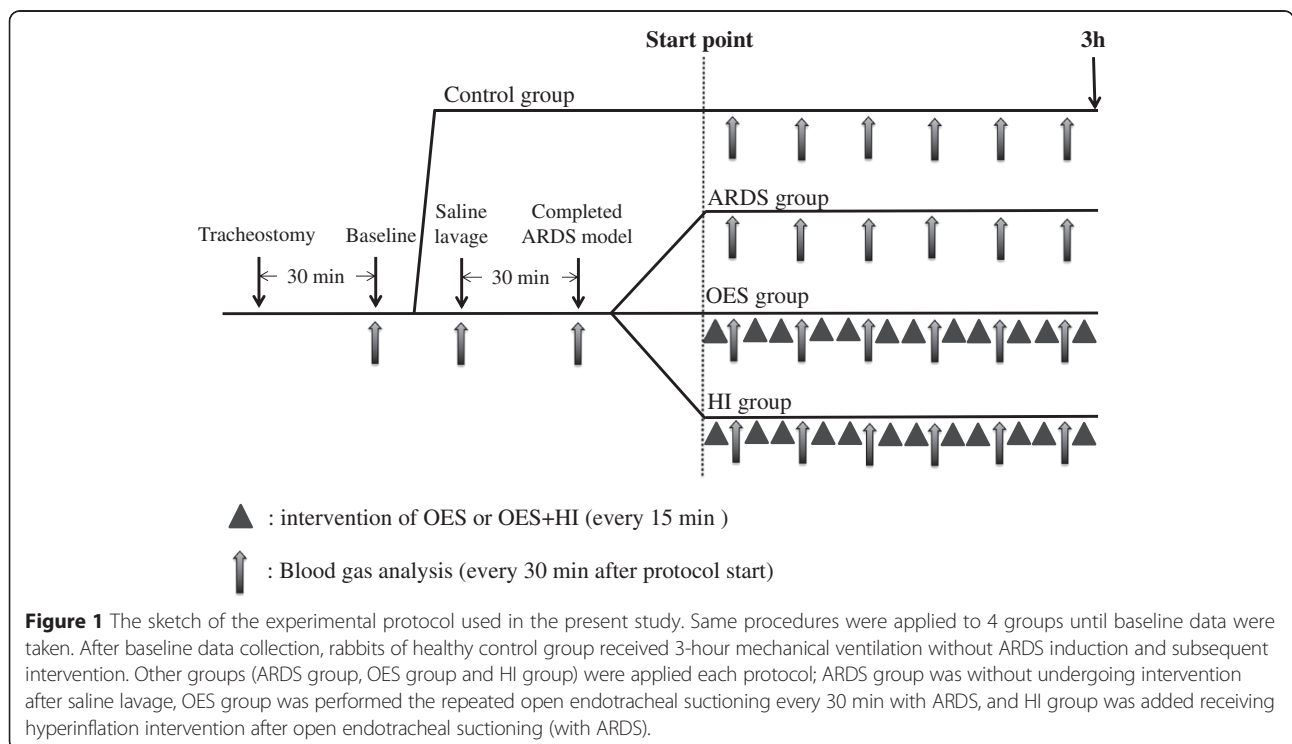 Start point
3h
Control group
ARDS group
Saline
lavage
Completed
ARDS model
Tracheostomy
Baseline
30 min
30 min
OES group
HI group
: intervention of OES or OES+HI (every 15 min )
: Blood gas analysis (every 30 min after protocol start)
Figure 1 The sketch of the experimental protocol used in the present study. Same procedures were applied to 4 groups until baseline data were
taken. After baseline data collection, rabbits of healthy control group received 3-hour mechanical ventilation without ARDS induction and subsequent
intervention. Other groups (ARDS group, OES group and HI group) were applied each protocol; ARDS group was without undergoing intervention
after saline lavage, OES group was performed the repeated open endotracheal suctioning every 30 min with ARDS, and HI group was added receiving
hyperinflation intervention after open endotracheal suctioning (with ARDS).